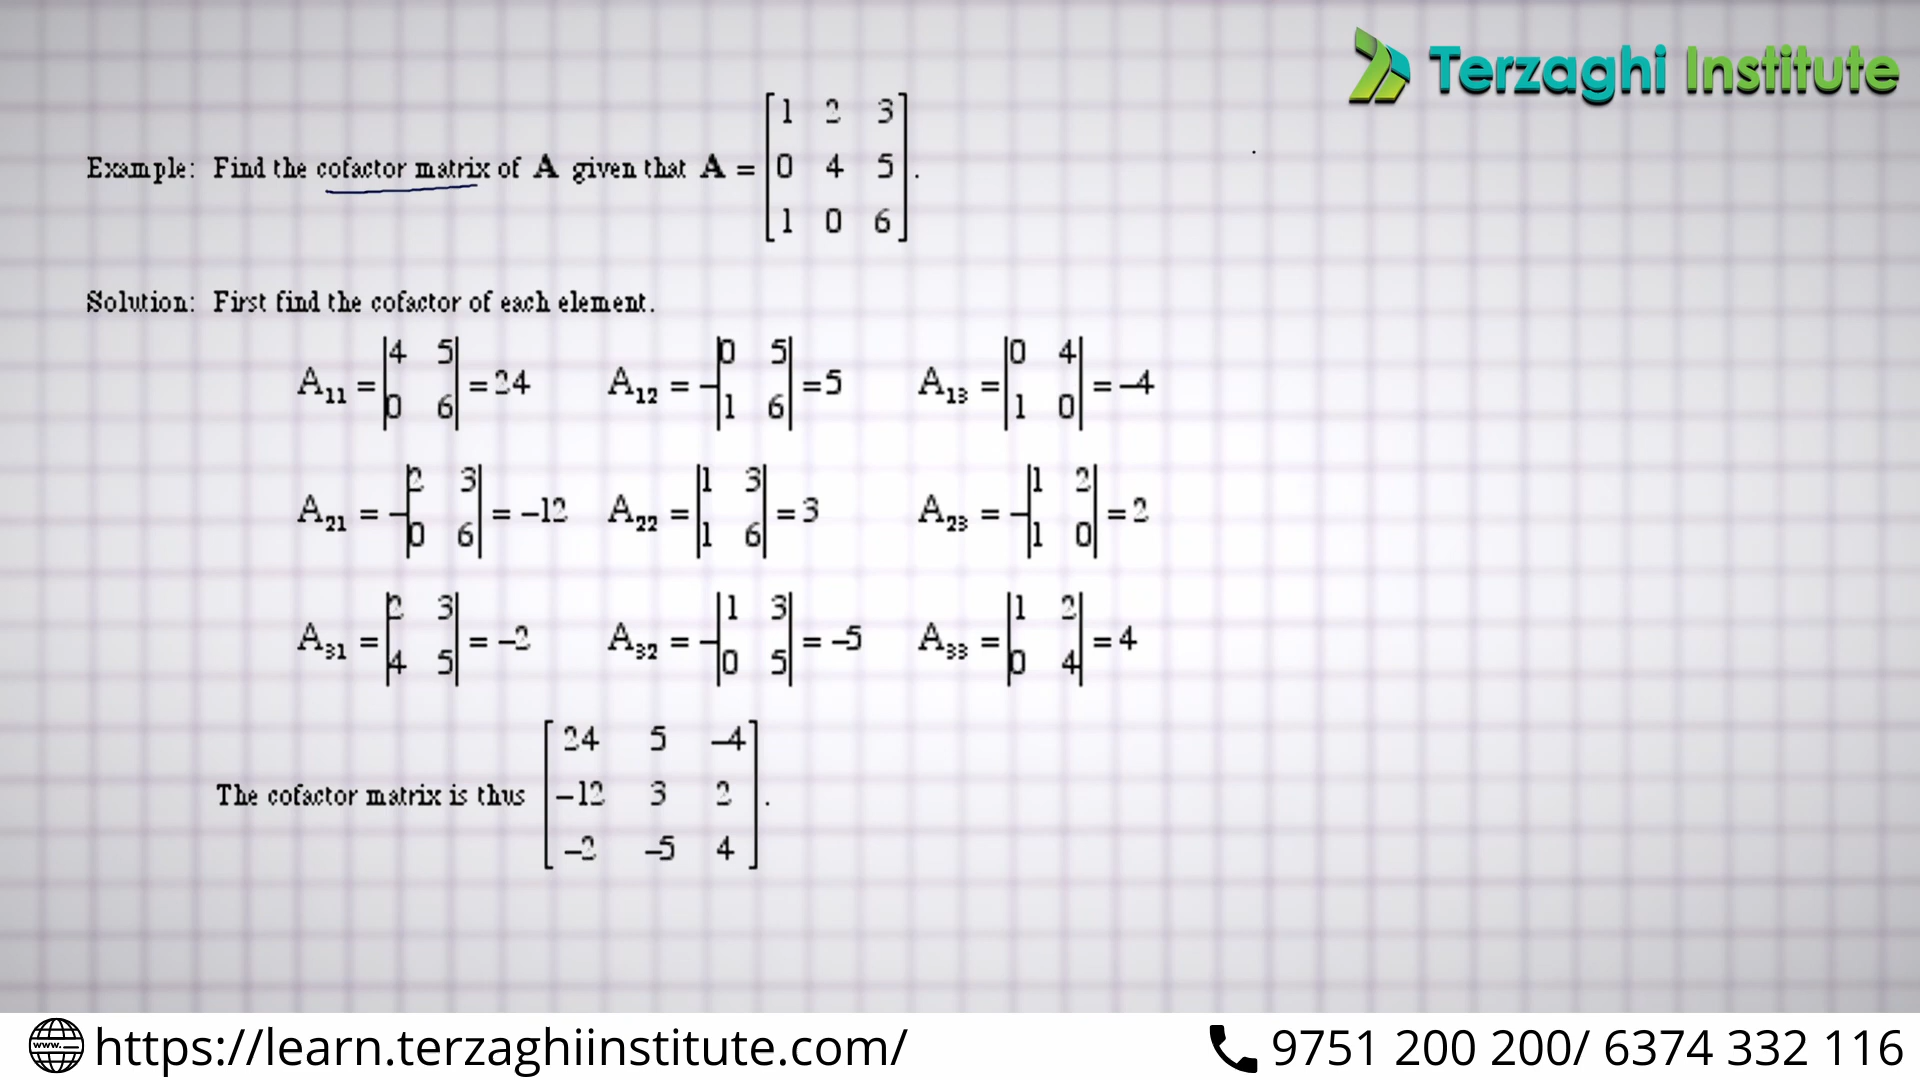 Terzaghi Institute
Example: Find the cofactor matrix of A given that A = [1 2 3
0 4 5
1 0 6].
Solution: First find the cofactor of each element.
A₁₁ = |4 5; 0 6| = 24 A₁₂ = –|0 5; 1 6| = 5 A₁₃ = |0 4; 1 0| = –4
A₂₁ = –|2 3; 0 6| = –12 A₂₂ = |1 3; 1 6| = 3 A₂₃ = –|1 2; 1 0| = 2
A₃₁ = |2 3; 4 5| = –2 A₃₂ = –|1 3; 0 5| = –5 A₃₃ = |1 2; 0 4| = 4
The cofactor matrix is thus [24 5 –4
–12 3 2
–2 –5 4].
www. https://learn.terzaghiinstitute.com/ 9751 200 200/ 6374 332 116